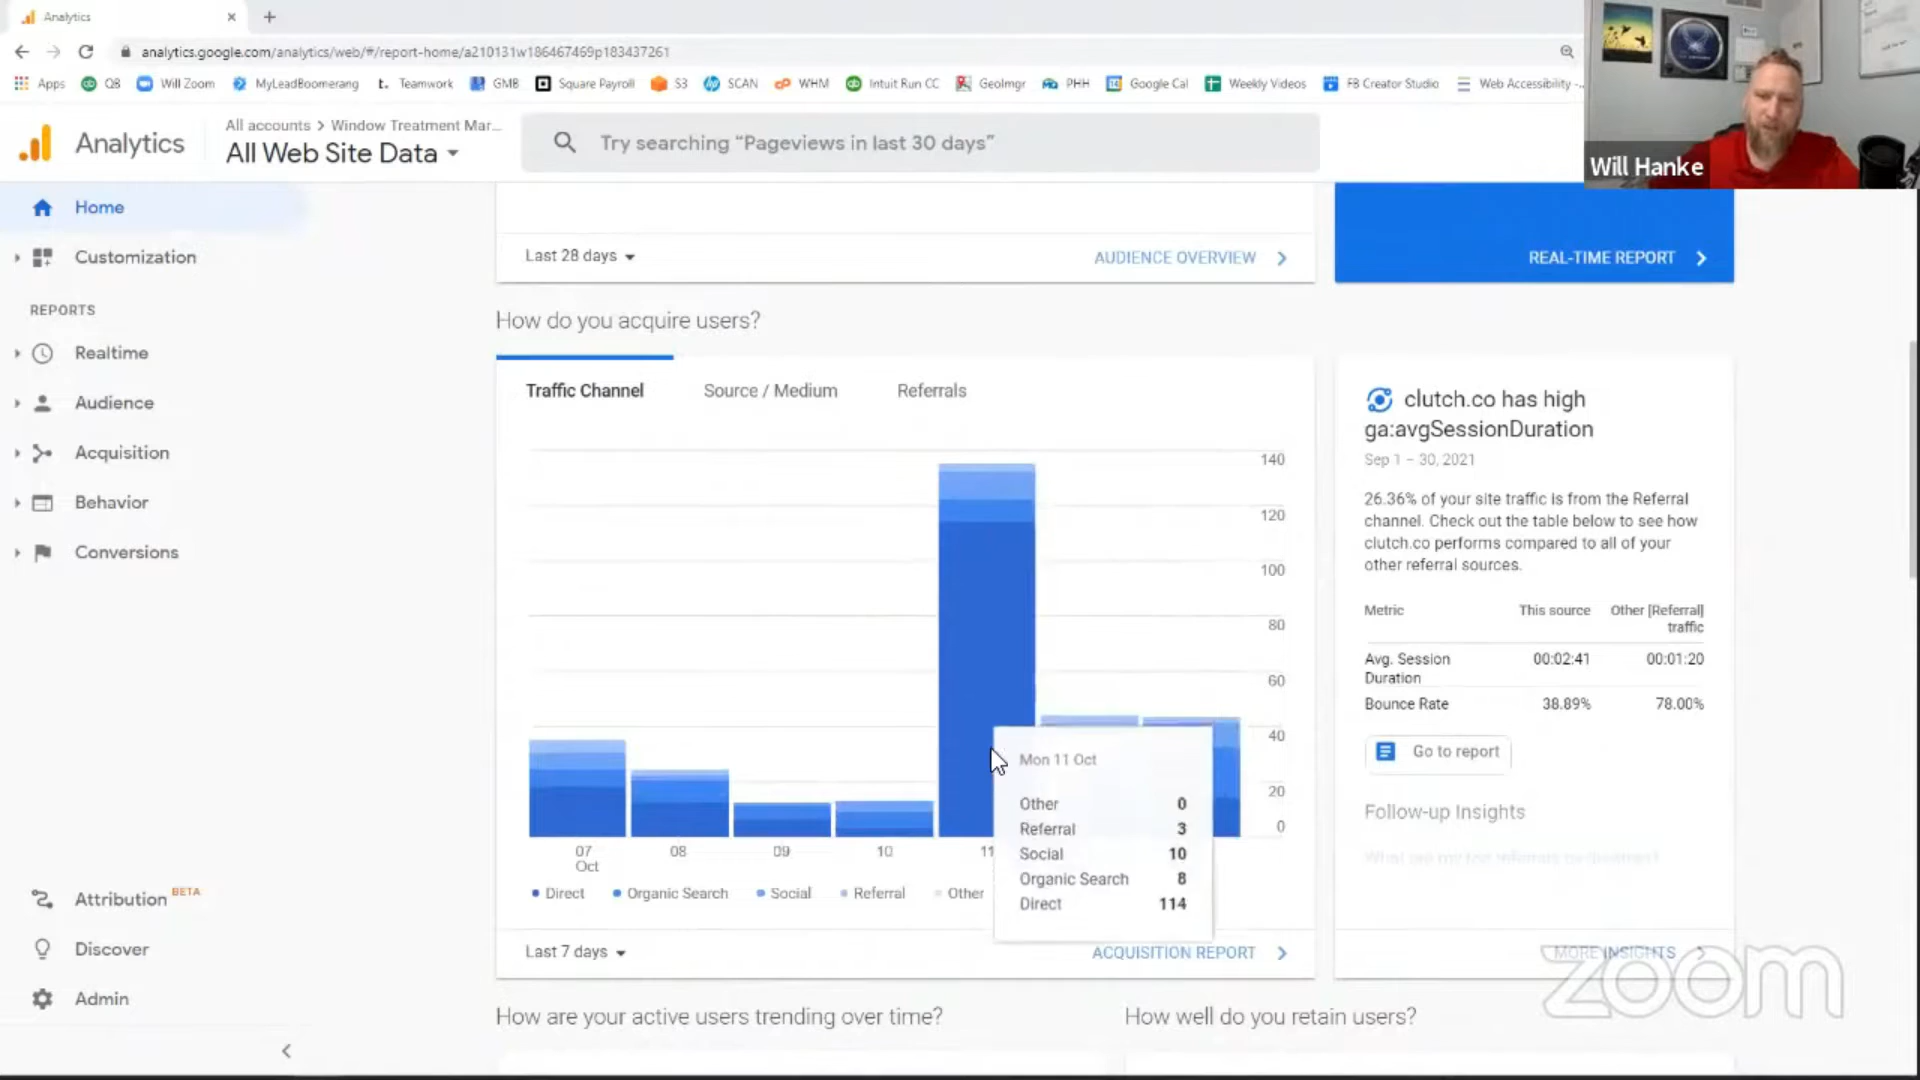 Analytics
analytics.google.com/analytics/web/#/report-home/a210131w186467469p183437261
Apps QB Will Zoom MyLeadBoomerang t. Teamwork GMB Square Payroll S3 SCAN WHM Intuit Run CC GeoImgr PHH Google Cal Weekly Videos FB Creator Studio Web Accessibility -...
Will Hanke
Analytics
All accounts > Window Treatment Mar...
All Web Site Data
Try searching “Pageviews in last 30 days”
Home
Customization
REPORTS
Realtime
Audience
Acquisition
Behavior
Conversions
Attribution BETA
Discover
Admin
Last 28 days
AUDIENCE OVERVIEW
REAL-TIME REPORT
How do you acquire users?
Traffic Channel Source / Medium Referrals
140
120
100
80
60
40
20
0
07 08 09 10 11
Oct
Direct Organic Search Social Referral Other
Mon 11 Oct
Other 0
Referral 3
Social 10
Organic Search 8
Direct 114
Last 7 days
ACQUISITION REPORT
clutch.co has high
ga:avgSessionDuration
Sep 1 – 30, 2021
26.36% of your site traffic is from the Referral
channel. Check out the table below to see how
clutch.co performs compared to all of your
other referral sources.
Metric This source Other [Referral]
traffic
Avg. Session 00:02:41 00:01:20
Duration
Bounce Rate 38.89% 78.00%
Go to report
Follow-up Insights
What are my top referrals by
MORE INSIGHTS
zoom
How are your active users trending over time?
How well do you retain users?